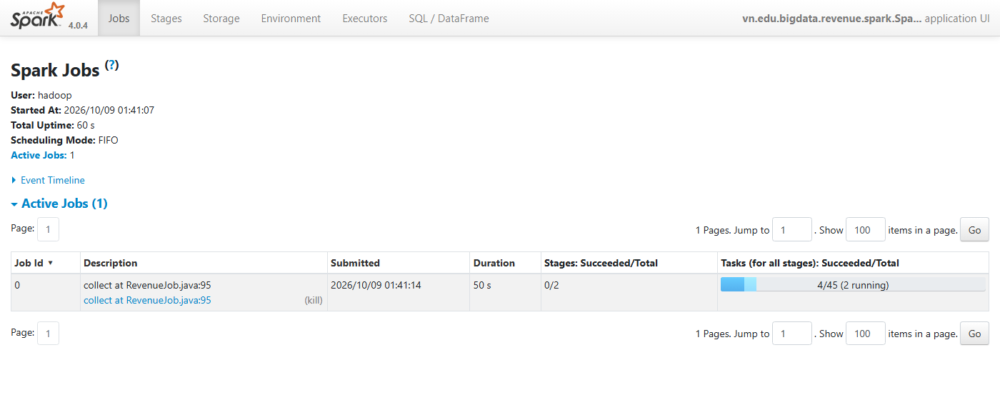 APACHE
Spark 4.0.4 Jobs Stages Storage Environment Executors SQL / DataFrame vn.edu.bigdata.revenue.spark.Spa... application UI
Spark Jobs (?)
User: hadoop
Started At: 2026/10/09 01:41:07
Total Uptime: 60 s
Scheduling Mode: FIFO
Active Jobs: 1
Event Timeline
Active Jobs (1)
Page: 1 1 Pages. Jump to 1 . Show 100 items in a page. Go
Job Id ▾ Description Submitted Duration Stages: Succeeded/Total Tasks (for all stages): Succeeded/Total
0 collect at RevenueJob.java:95 2026/10/09 01:41:14 50 s 0/2 4/45 (2 running)
collect at RevenueJob.java:95 (kill)
Page: 1 1 Pages. Jump to 1 . Show 100 items in a page. Go